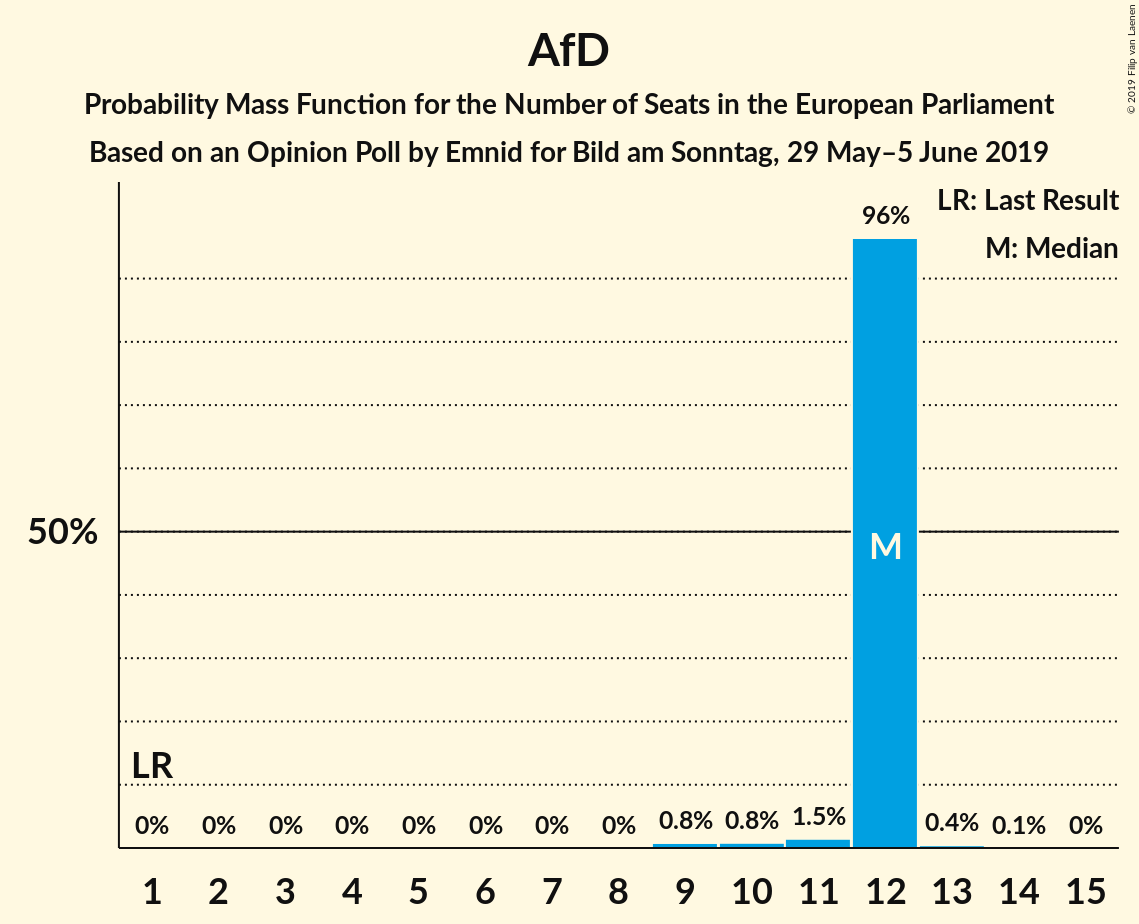 AfD
Probability Mass Function for the Number of Seats in the European Parliament
Based on an Opinion Poll by Emnid for Bild am Sonntag, 29 May–5 June 2019
© 2019 Filip van Laenen
LR: Last Result
M: Median
96%
50%
M
LR
0% 0% 0% 0% 0% 0% 0% 0% 0.8% 0.8% 1.5% 0.4% 0.1% 0%
1 2 3 4 5 6 7 8 9 10 11 12 13 14 15